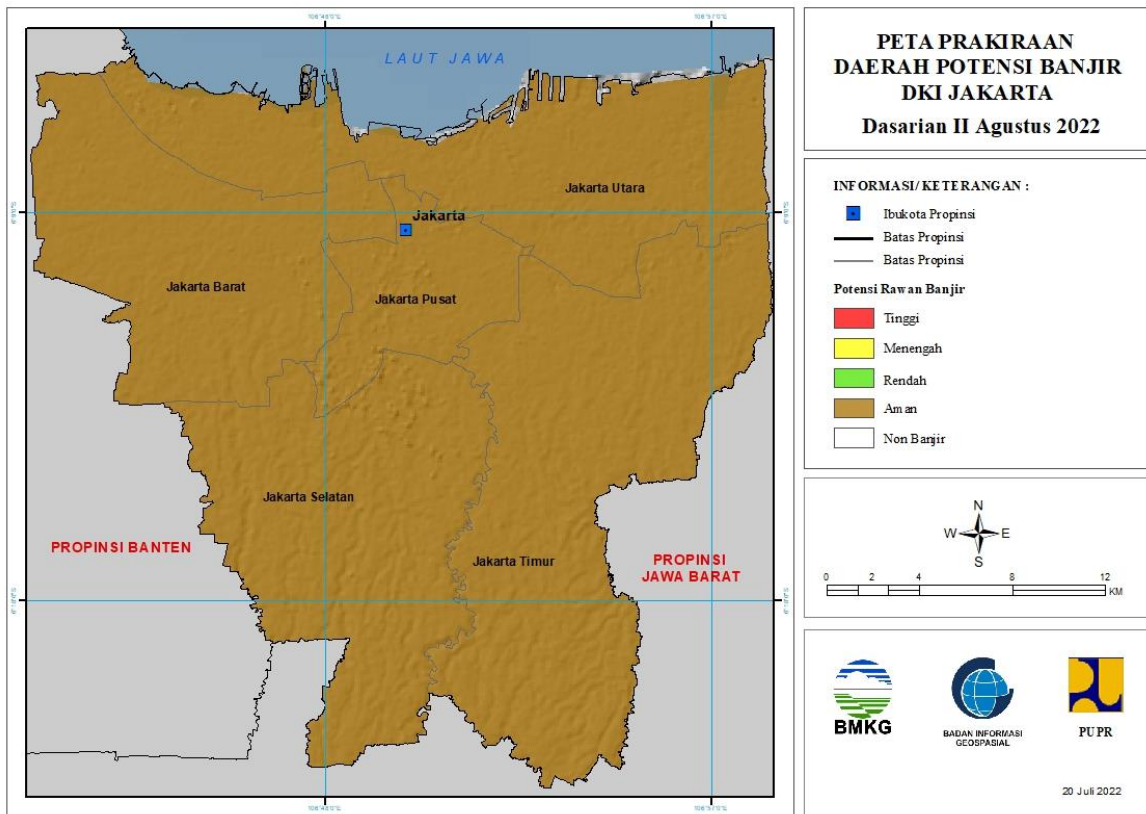 PETA PRAKIRAAN
DAERAH POTENSI BANJIR
DKI JAKARTA
Dasarian II Agustus 2022
INFORMASI/ KETERANGAN :
Ibukota Propinsi
Batas Propinsi
Batas Propinsi
Potensi Rawan Banjir
Tinggi
Menengah
Rendah
Aman
Non Banjir
N
W E
S
0 2 4 8 12
KM
BMKG
BADAN INFORMASI
GEOSPASIAL
PUPR
20 Juli 2022
LAUT JAWA
Jakarta Utara
Jakarta
Jakarta Barat
Jakarta Pusat
Jakarta Selatan
PROPINSI BANTEN
Jakarta Timur
PROPINSI
JAWA BARAT